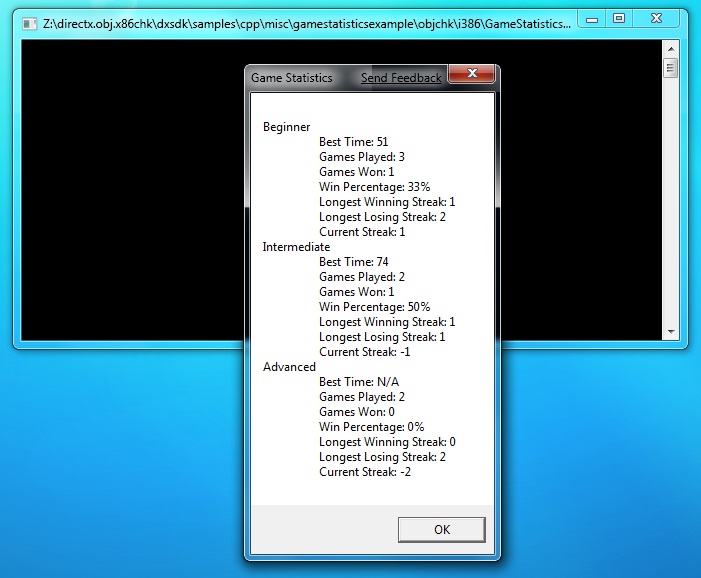 Z:\directx.obj.x86chk\dxsdk\samples\cpp\misc\gamestatisticsexample\objchk\i386\GameStatistics...
Game Statistics Send Feedback
Beginner
Best Time: 51
Games Played: 3
Games Won: 1
Win Percentage: 33%
Longest Winning Streak: 1
Longest Losing Streak: 2
Current Streak: 1
Intermediate
Best Time: 74
Games Played: 2
Games Won: 1
Win Percentage: 50%
Longest Winning Streak: 1
Longest Losing Streak: 1
Current Streak: -1
Advanced
Best Time: N/A
Games Played: 2
Games Won: 0
Win Percentage: 0%
Longest Winning Streak: 0
Longest Losing Streak: 2
Current Streak: -2
OK